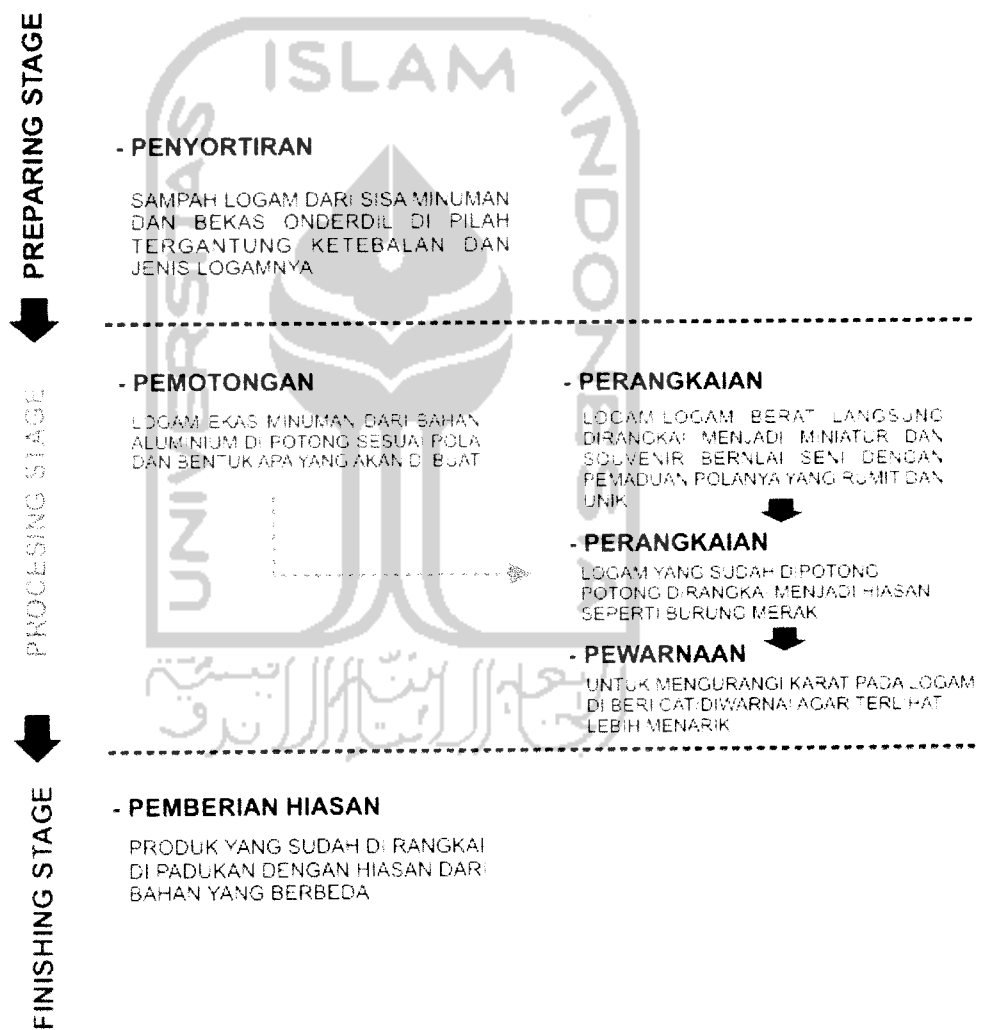 PREPARING STAGE
- PENYORTIRAN
SAMPAH LOGAM DARI SISA MINUMAN
DAN BEKAS ONDERDIL DI PILAH
TERGANTUNG KETEBALAN DAN
JENIS LOGAMNYA
PROCESING STAGE
- PEMOTONGAN
LOGAM EKAS MINUMAN DARI BAHAN
ALUMINIUM DI POTONG SESUAI POLA
DAN BENTUK APA YANG AKAN DI BUAT
- PERANGKAIAN
LOGAM-LOGAM BERAT LANGSUNG
DIRANGKAI MENJADI MINIATUR DAN
SOUVENIR BERNLAI SENI DENGAN
PEMADUAN POLANYA YANG RUMIT DAN
UNIK
- PERANGKAIAN
LOGAM YANG SUDAH DIPOTONG
POTONG DIRANGKAI MENJADI HIASAN
SEPERTI BURUNG MERAK
- PEWARNAAN
UNTUK MENGURANGI KARAT PADA LOGAM
DI BERI CAT/DIWARNAI AGAR TERLIHAT
LEBIH MENARIK
FINISHING STAGE
- PEMBERIAN HIASAN
PRODUK YANG SUDAH DI RANGKAI
DI PADUKAN DENGAN HIASAN DARI
BAHAN YANG BERBEDA
UNIVERSITAS
ISLAM
INDONESIA